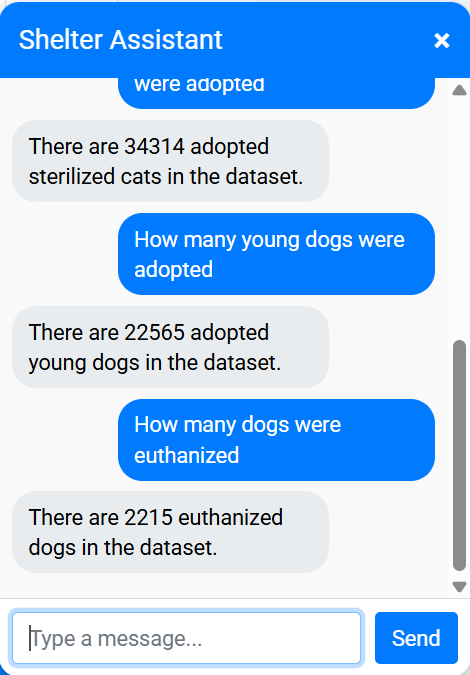 Shelter Assistant
×
were adopted
There are 34314 adopted
sterilized cats in the dataset.
How many young dogs were
adopted
There are 22565 adopted
young dogs in the dataset.
How many dogs were
euthanized
There are 2215 euthanized
dogs in the dataset.
Type a message...
Send